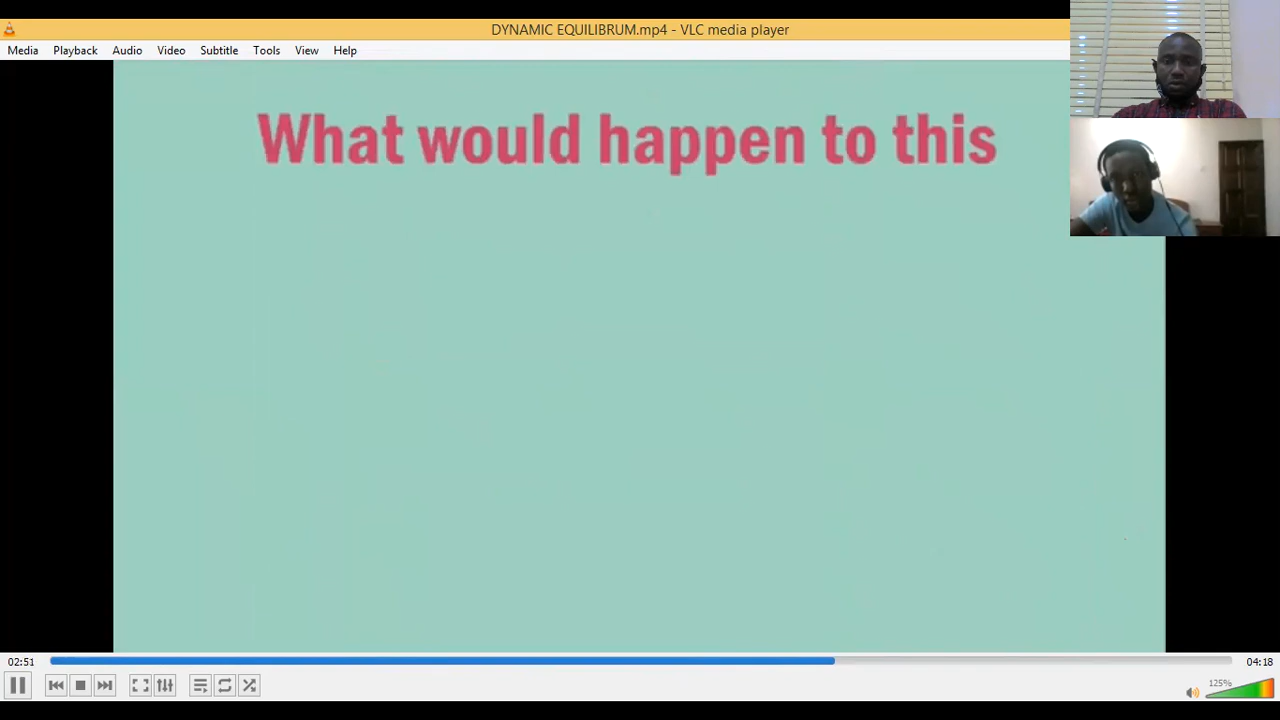 DYNAMIC EQUILIBRUM.mp4 - VLC media player
Media Playback Audio Video Subtitle Tools View Help
What would happen to this
02:51
04:18
125%